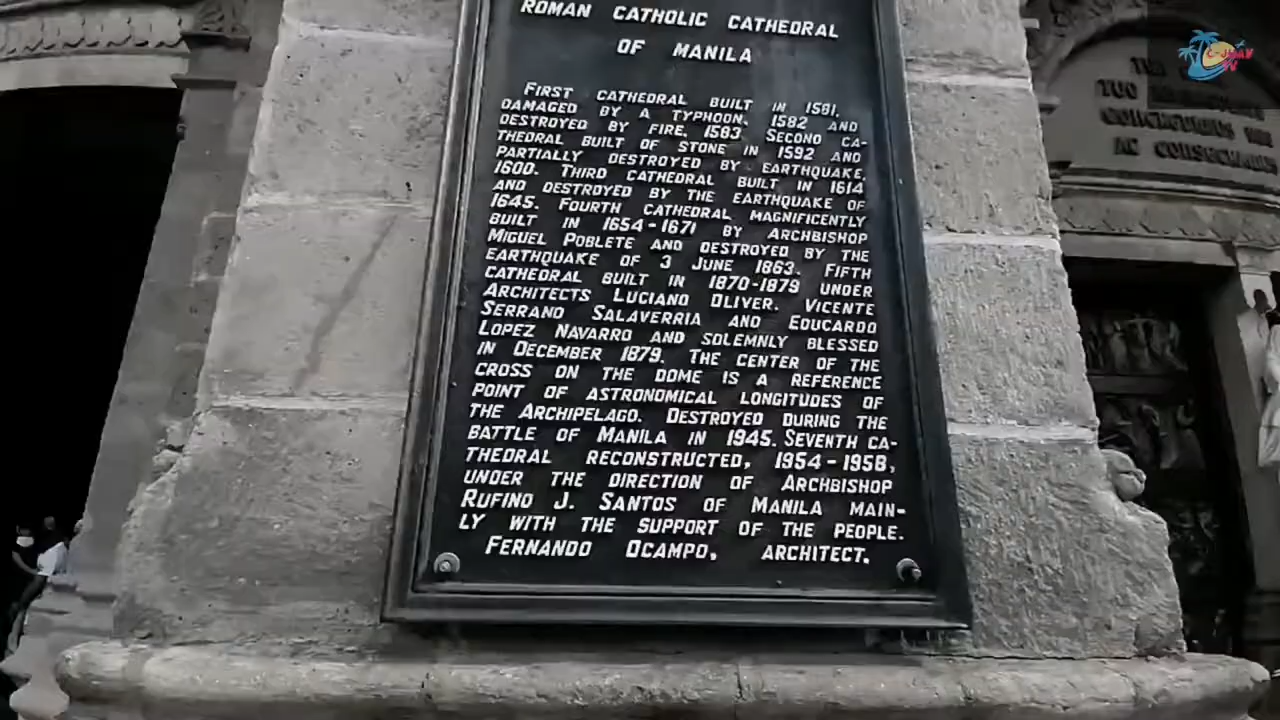 ROMAN CATHOLIC CATHEDRAL
OF MANILA
FIRST CATHEDRAL BUILT IN 1581,
DAMAGED BY A TYPHOON, 1582 AND
DESTROYED BY FIRE, 1583. SECOND CA-
THEDRAL BUILT OF STONE IN 1592 AND
PARTIALLY DESTROYED BY EARTHQUAKE,
1600. THIRD CATHEDRAL BUILT IN 1614
AND DESTROYED BY THE EARTHQUAKE OF
1645. FOURTH CATHEDRAL MAGNIFICENTLY
BUILT IN 1654-1671 BY ARCHBISHOP
MIGUEL POBLETE AND DESTROYED BY THE
EARTHQUAKE OF 3 JUNE 1863. FIFTH
CATHEDRAL BUILT IN 1870-1879 UNDER
ARCHITECTS LUCIANO OLIVER. VICENTE
SERRANO SALAVERRIA AND EDUCARDO
LOPEZ NAVARRO AND SOLEMNLY BLESSED
IN DECEMBER 1879. THE CENTER OF THE
CROSS ON THE DOME IS A REFERENCE
POINT OF ASTRONOMICAL LONGITUDES OF
THE ARCHIPELAGO. DESTROYED DURING THE
BATTLE OF MANILA IN 1945. SEVENTH CA-
THEDRAL RECONSTRUCTED, 1954-1958,
UNDER THE DIRECTION OF ARCHBISHOP
RUFINO J. SANTOS OF MANILA MAIN-
LY WITH THE SUPPORT OF THE PEOPLE.
FERNANDO OCAMPO, ARCHITECT.
TUO
AC